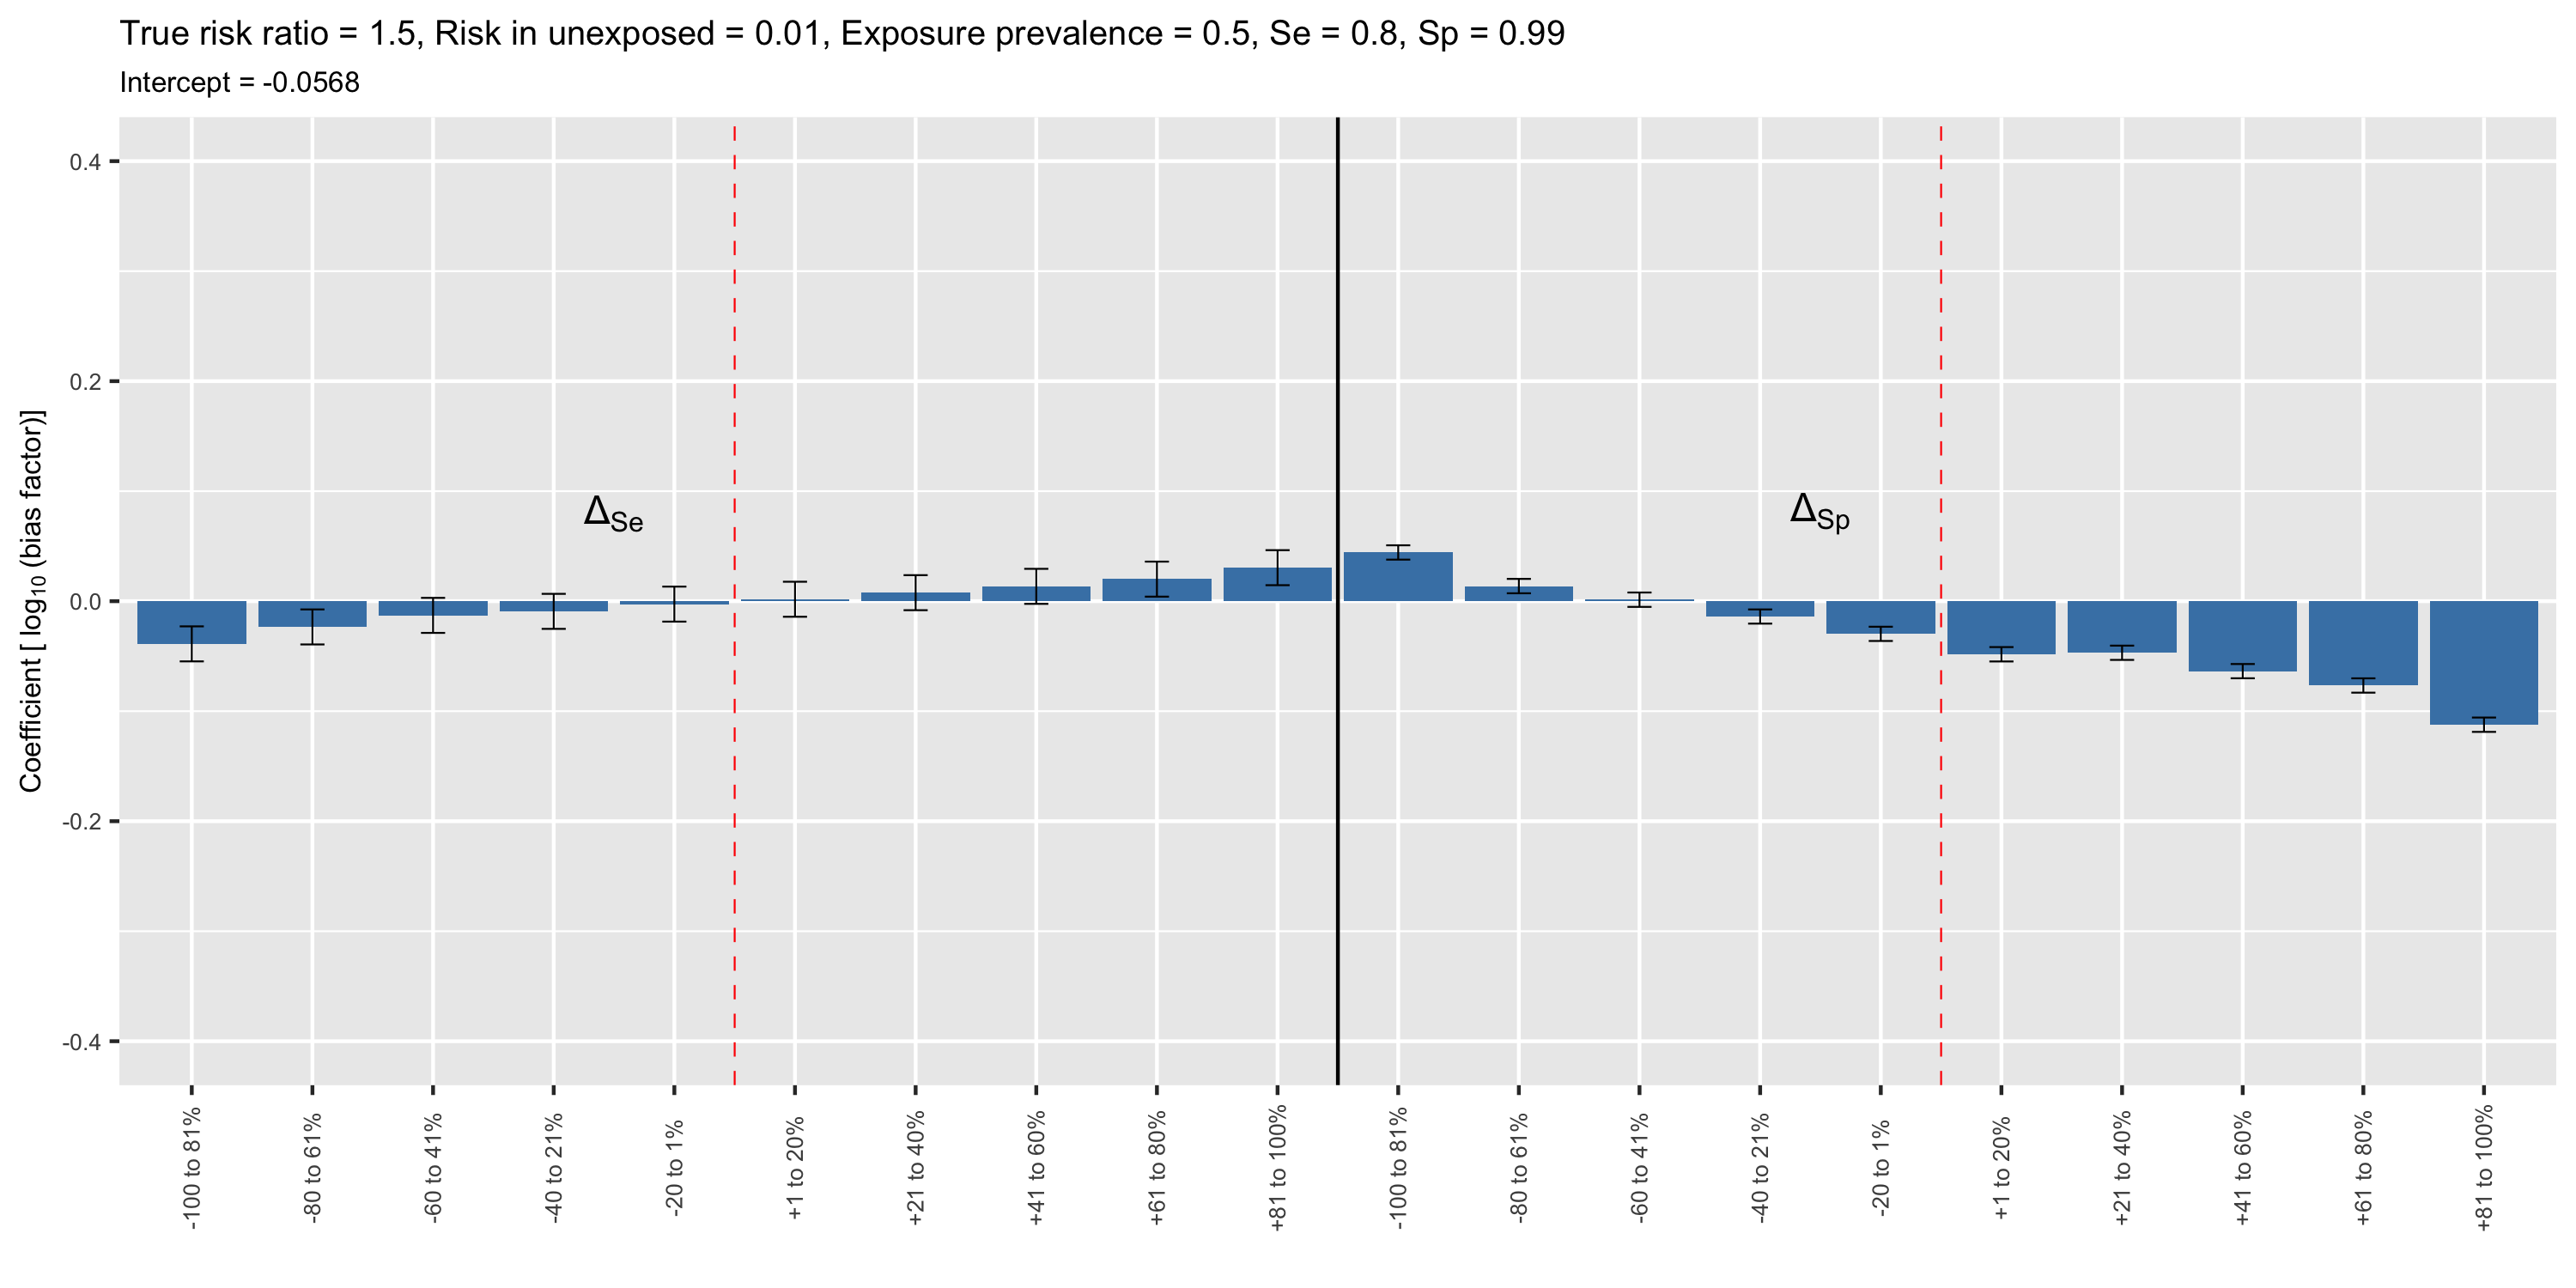 True risk ratio = 1.5, Risk in unexposed = 0.01, Exposure prevalence = 0.5, Se = 0.8, Sp = 0.99
Intercept = -0.0568
Coefficient [ log10 (bias factor)]
0.4
0.2
0.0
-0.2
-0.4
ΔSe
ΔSp
-100 to 81%
-80 to 61%
-60 to 41%
-40 to 21%
-20 to 1%
+1 to 20%
+21 to 40%
+41 to 60%
+61 to 80%
+81 to 100%
-100 to 81%
-80 to 61%
-60 to 41%
-40 to 21%
-20 to 1%
+1 to 20%
+21 to 40%
+41 to 60%
+61 to 80%
+81 to 100%